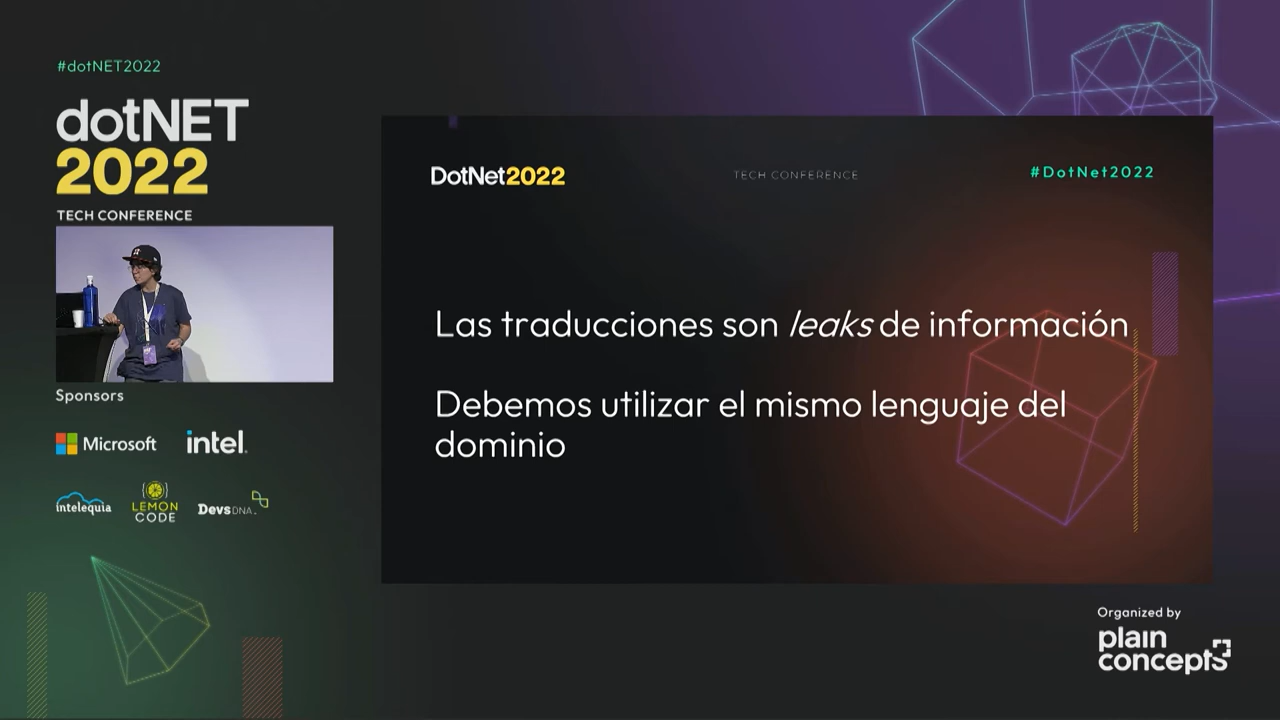 #dotNET2022
dotNET
2022
TECH CONFERENCE
Sponsors
Microsoft
intel.
intelequia
LEMON
CODE
DevsDNA
DotNet2022
TECH CONFERENCE
#DotNet2022
Las traducciones son leaks de información
Debemos utilizar el mismo lenguaje del
dominio
Organized by
plain
concepts